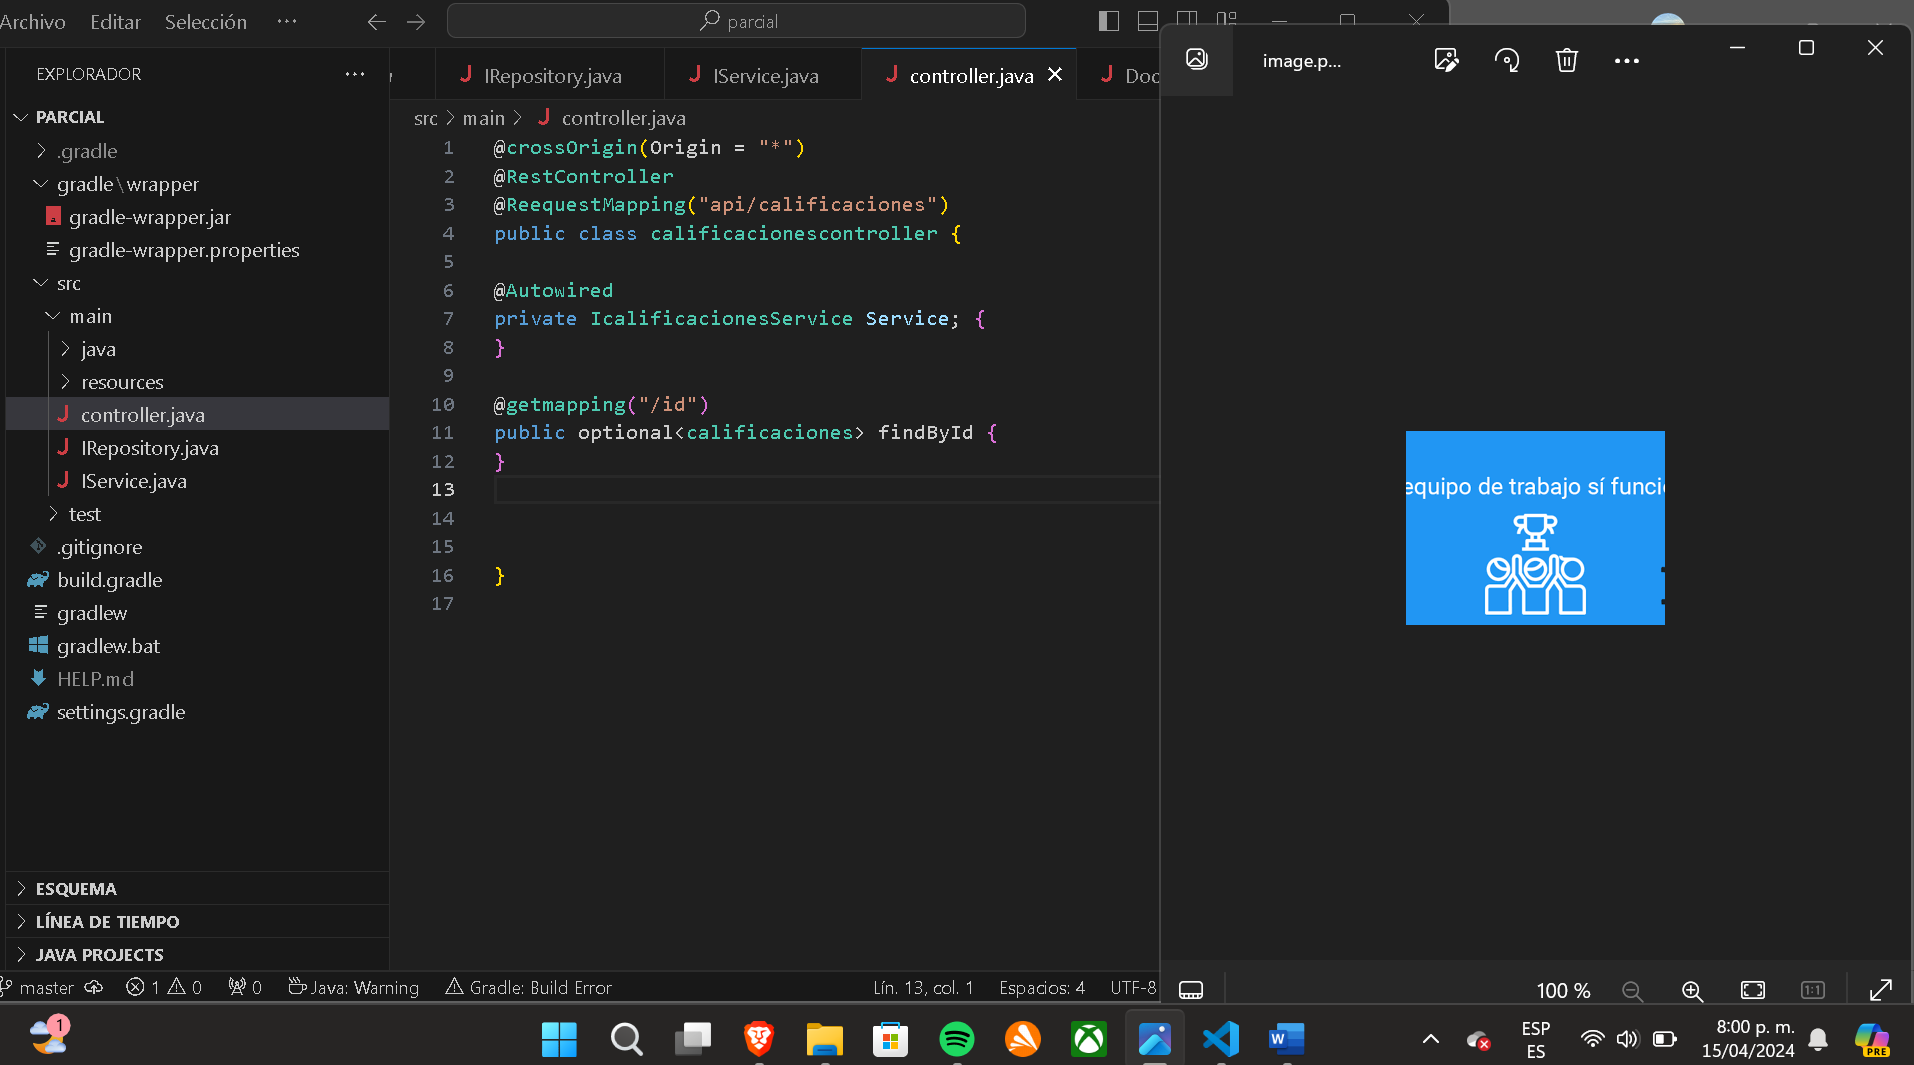 Archivo Editar Selección ···
parcial
EXPLORADOR ···
PARCIAL
.gradle
gradle\wrapper
gradle-wrapper.jar
gradle-wrapper.properties
src
main
java
resources
controller.java
IRepository.java
IService.java
test
.gitignore
build.gradle
gradlew
gradlew.bat
HELP.md
settings.gradle
ESQUEMA
LÍNEA DE TIEMPO
JAVA PROJECTS
IRepository.java
IService.java
controller.java
Doc
src > main > controller.java
1 @crossOrigin(Origin = "*")
2 @RestController
3 @ReequestMapping("api/calificaciones")
4 public class calificacionescontroller {
5
6 @Autowired
7 private IcalificacionesService Service; {
8 }
9
10 @getmapping("/id")
11 public optional<calificaciones> findById {
12 }
13
14
15
16 }
17
image.p...
equipo de trabajo sí funci
master 1 0 0 Java: Warning Gradle: Build Error
Lín. 13, col. 1 Espacios: 4 UTF-8
100 %
1:1
1
ESP
ES
8:00 p. m.
15/04/2024
PRE